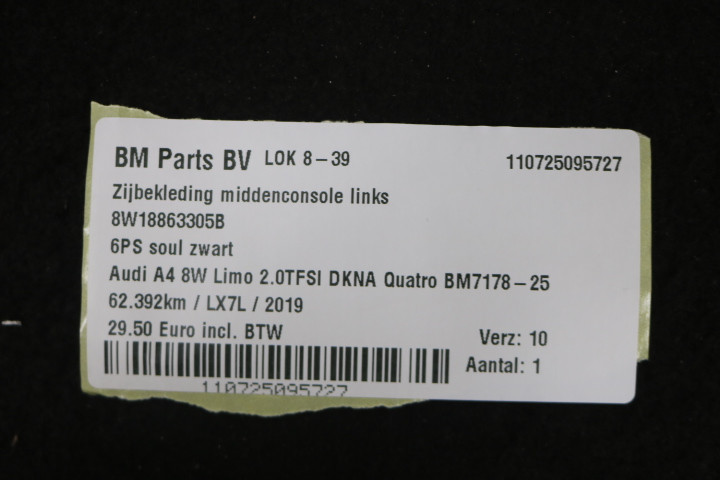 BM Parts BV LOK 8-39 110725095727
Zijbekleding middenconsole links
8W18863305B
6PS soul zwart
Audi A4 8W Limo 2.0TFSI DKNA Quatro BM7178-25
62.392km / LX7L / 2019
29.50 Euro incl. BTW
Verz: 10
Aantal: 1
110725095727